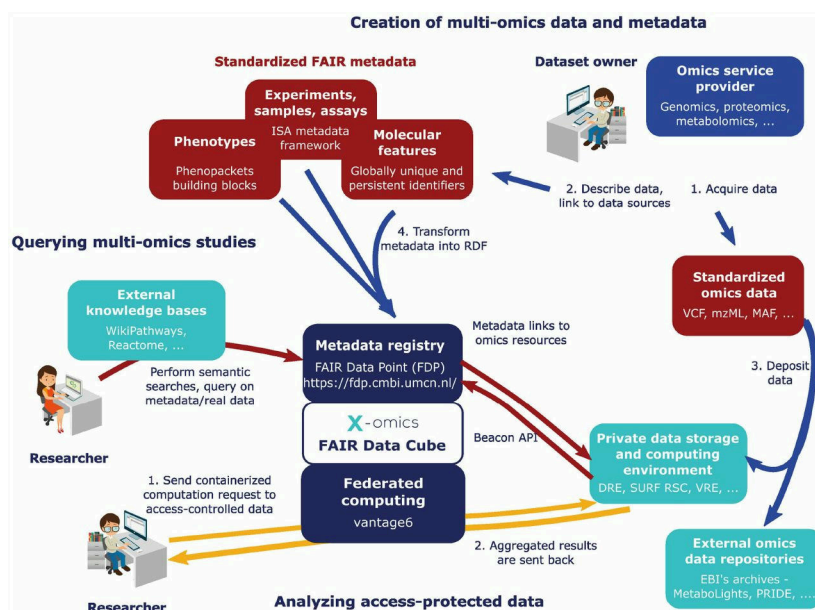 Creation of multi-omics data and metadata
Standardized FAIR metadata
Dataset owner
Omics service
provider
Genomics, proteomics,
metabolomics, ...
Experiments,
samples, assays
ISA metadata
framework
Phenotypes
Phenopackets
building blocks
Molecular
features
Globally unique and
persistent identifiers
2. Describe data,
link to data sources
1. Acquire data
4. Transform
metadata into RDF
Querying multi-omics studies
Standardized
omics data
VCF, mzML, MAF, ...
External
knowledge bases
WikiPathways,
Reactome, ...
Metadata registry
FAIR Data Point (FDP)
https://fdp.cmbi.umcn.nl/
Metadata links to
omics resources
3. Deposit
data
Perform semantic
searches, query on
metadata/real data
Researcher
X-omics
FAIR Data Cube
Beacon API
Private data storage
and computing
environment
DRE, SURF RSC, VRE, ...
1. Send containerized
computation request to
access-controlled data
Federated
computing
vantage6
2. Aggregated results
are sent back
External omics
data repositories
EBI's archives -
MetaboLights, PRIDE, ....
Researcher
Analyzing access-protected data